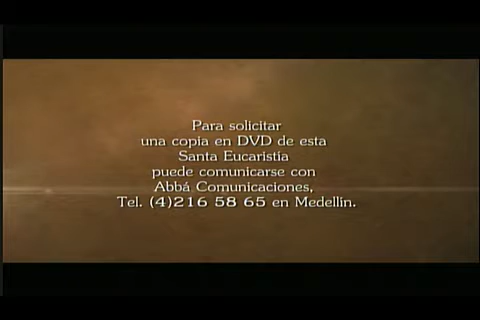 Para solicitar
una copia en DVD de esta
Santa Eucaristía
puede comunicarse con
Abbá Comunicaciones,
Tel. (4)216 58 65 en Medellín.